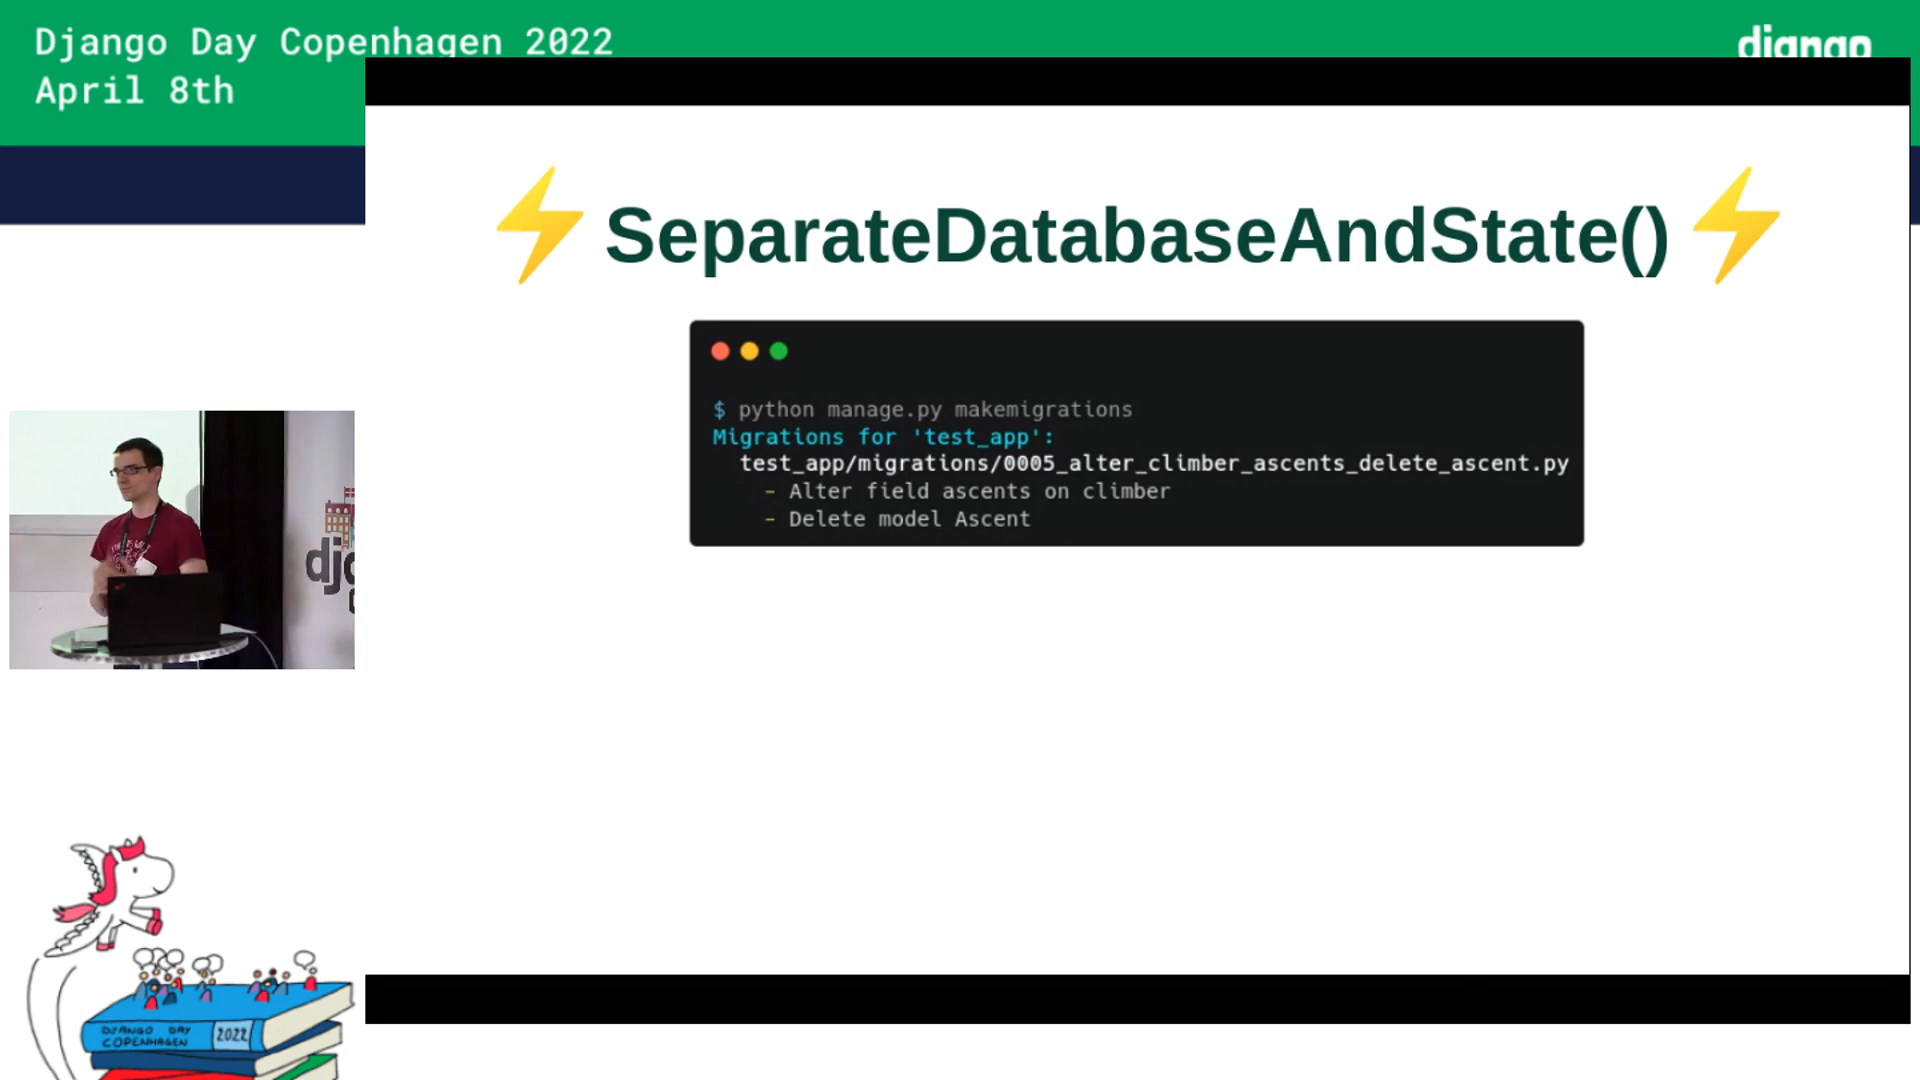 Django Day Copenhagen 2022
April 8th
django
SeparateDatabaseAndState()
$ python manage.py makemigrations
Migrations for 'test_app':
test_app/migrations/0005_alter_climber_ascents_delete_ascent.py
- Alter field ascents on climber
- Delete model Ascent
DJANGO DAY
COPENHAGEN
2022